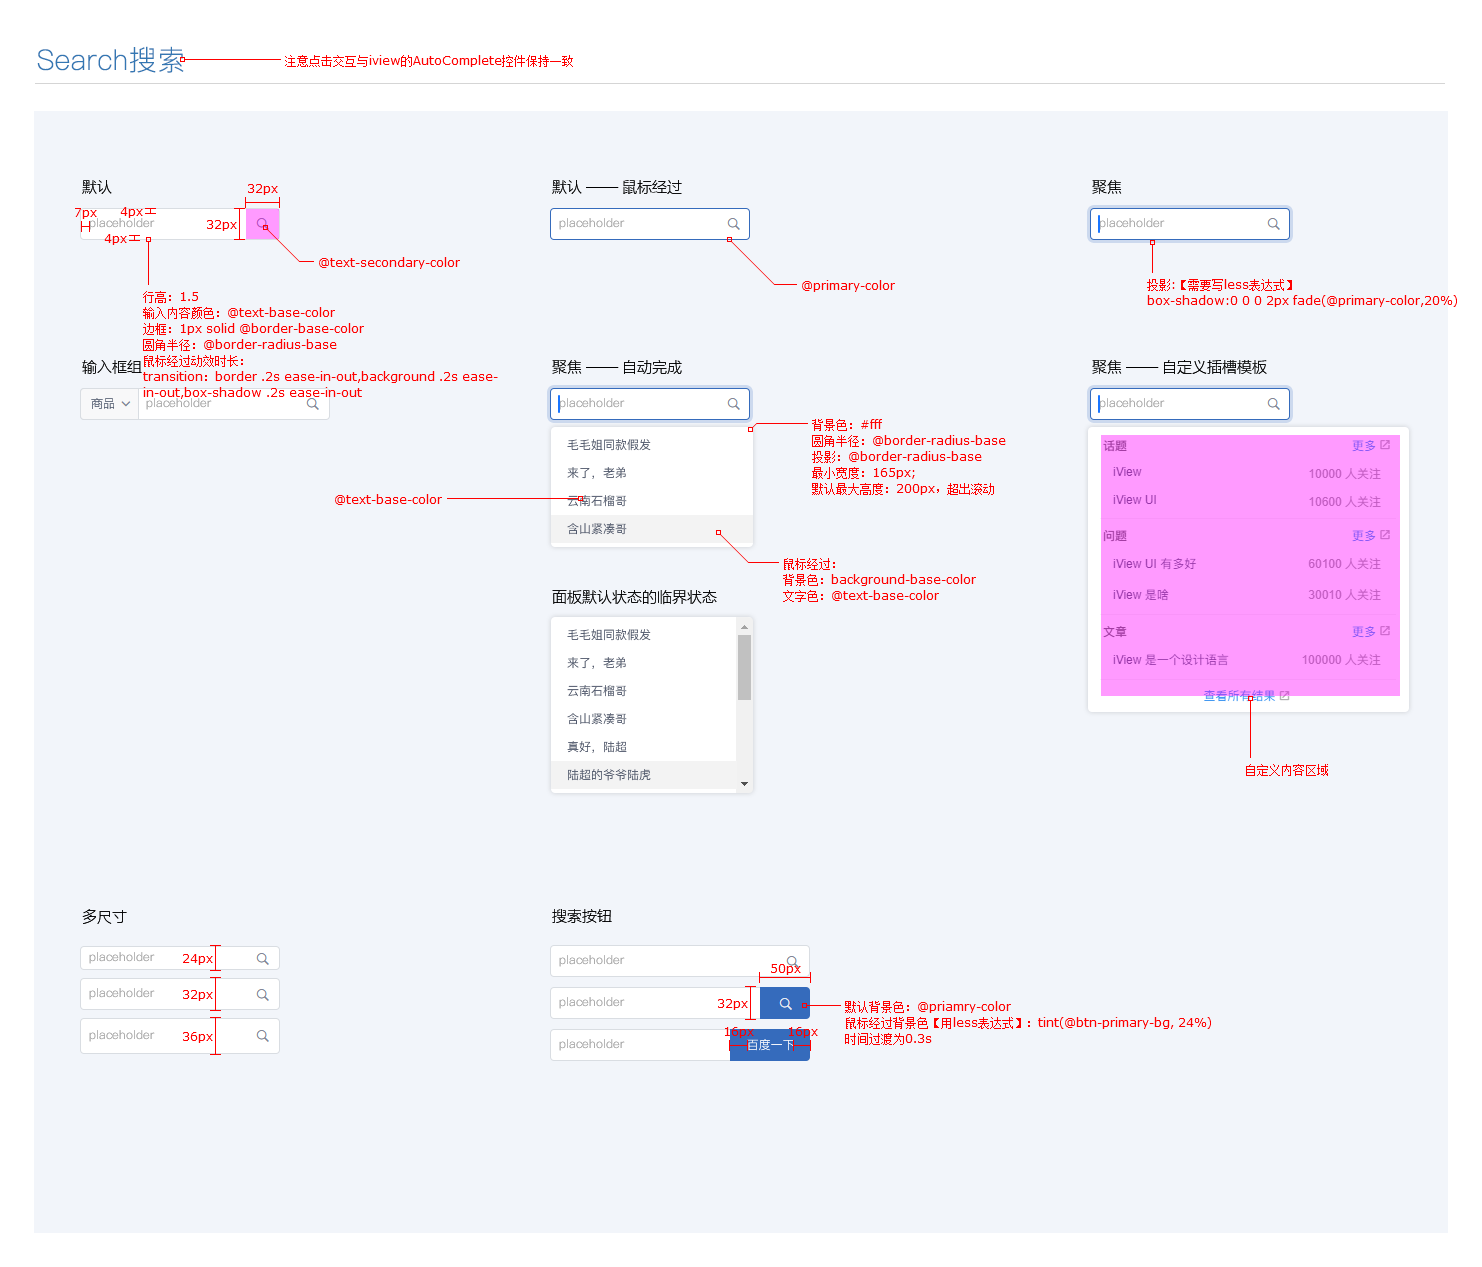 Search搜索
注意点击交互与iview的AutoComplete控件保持一致
默认
32px
7px
4px
placeholder
32px
4px
@text-secondary-color
行高：1.5
输入内容颜色：@text-base-color
边框：1px solid @border-base-color
圆角半径：@border-radius-base
鼠标经过动效时长：
transition：border .2s ease-in-out,background .2s ease-
in-out,box-shadow .2s ease-in-out
默认 —— 鼠标经过
placeholder
@primary-color
聚焦
placeholder
投影:【需要写less表达式】
box-shadow:0 0 0 2px fade(@primary-color,20%)
输入框组
商品
placeholder
聚焦 —— 自动完成
placeholder
毛毛姐同款假发
来了，老弟
云南石榴哥
含山紧凑哥
@text-base-color
背景色：#fff
圆角半径：@border-radius-base
投影：@border-radius-base
最小宽度：165px;
默认最大高度：200px，超出滚动
鼠标经过：
背景色：background-base-color
文字色：@text-base-color
聚焦 —— 自定义插槽模板
placeholder
话题 更多
iView 10000 人关注
iView UI 10600 人关注
问题 更多
iView UI 有多好 60100 人关注
iView 是啥 30010 人关注
文章 更多
iView 是一个设计语言 100000 人关注
查看所有结果
自定义内容区域
面板默认状态的临界状态
毛毛姐同款假发
来了，老弟
云南石榴哥
含山紧凑哥
真好，陆超
陆超的爷爷陆虎
多尺寸
placeholder
24px
placeholder
32px
placeholder
36px
搜索按钮
placeholder
50px
placeholder
32px
默认背景色：@priamry-color
鼠标经过背景色【用less表达式】：tint(@btn-primary-bg, 24%)
时间过渡为0.3s
16px
16px
placeholder
百度一下